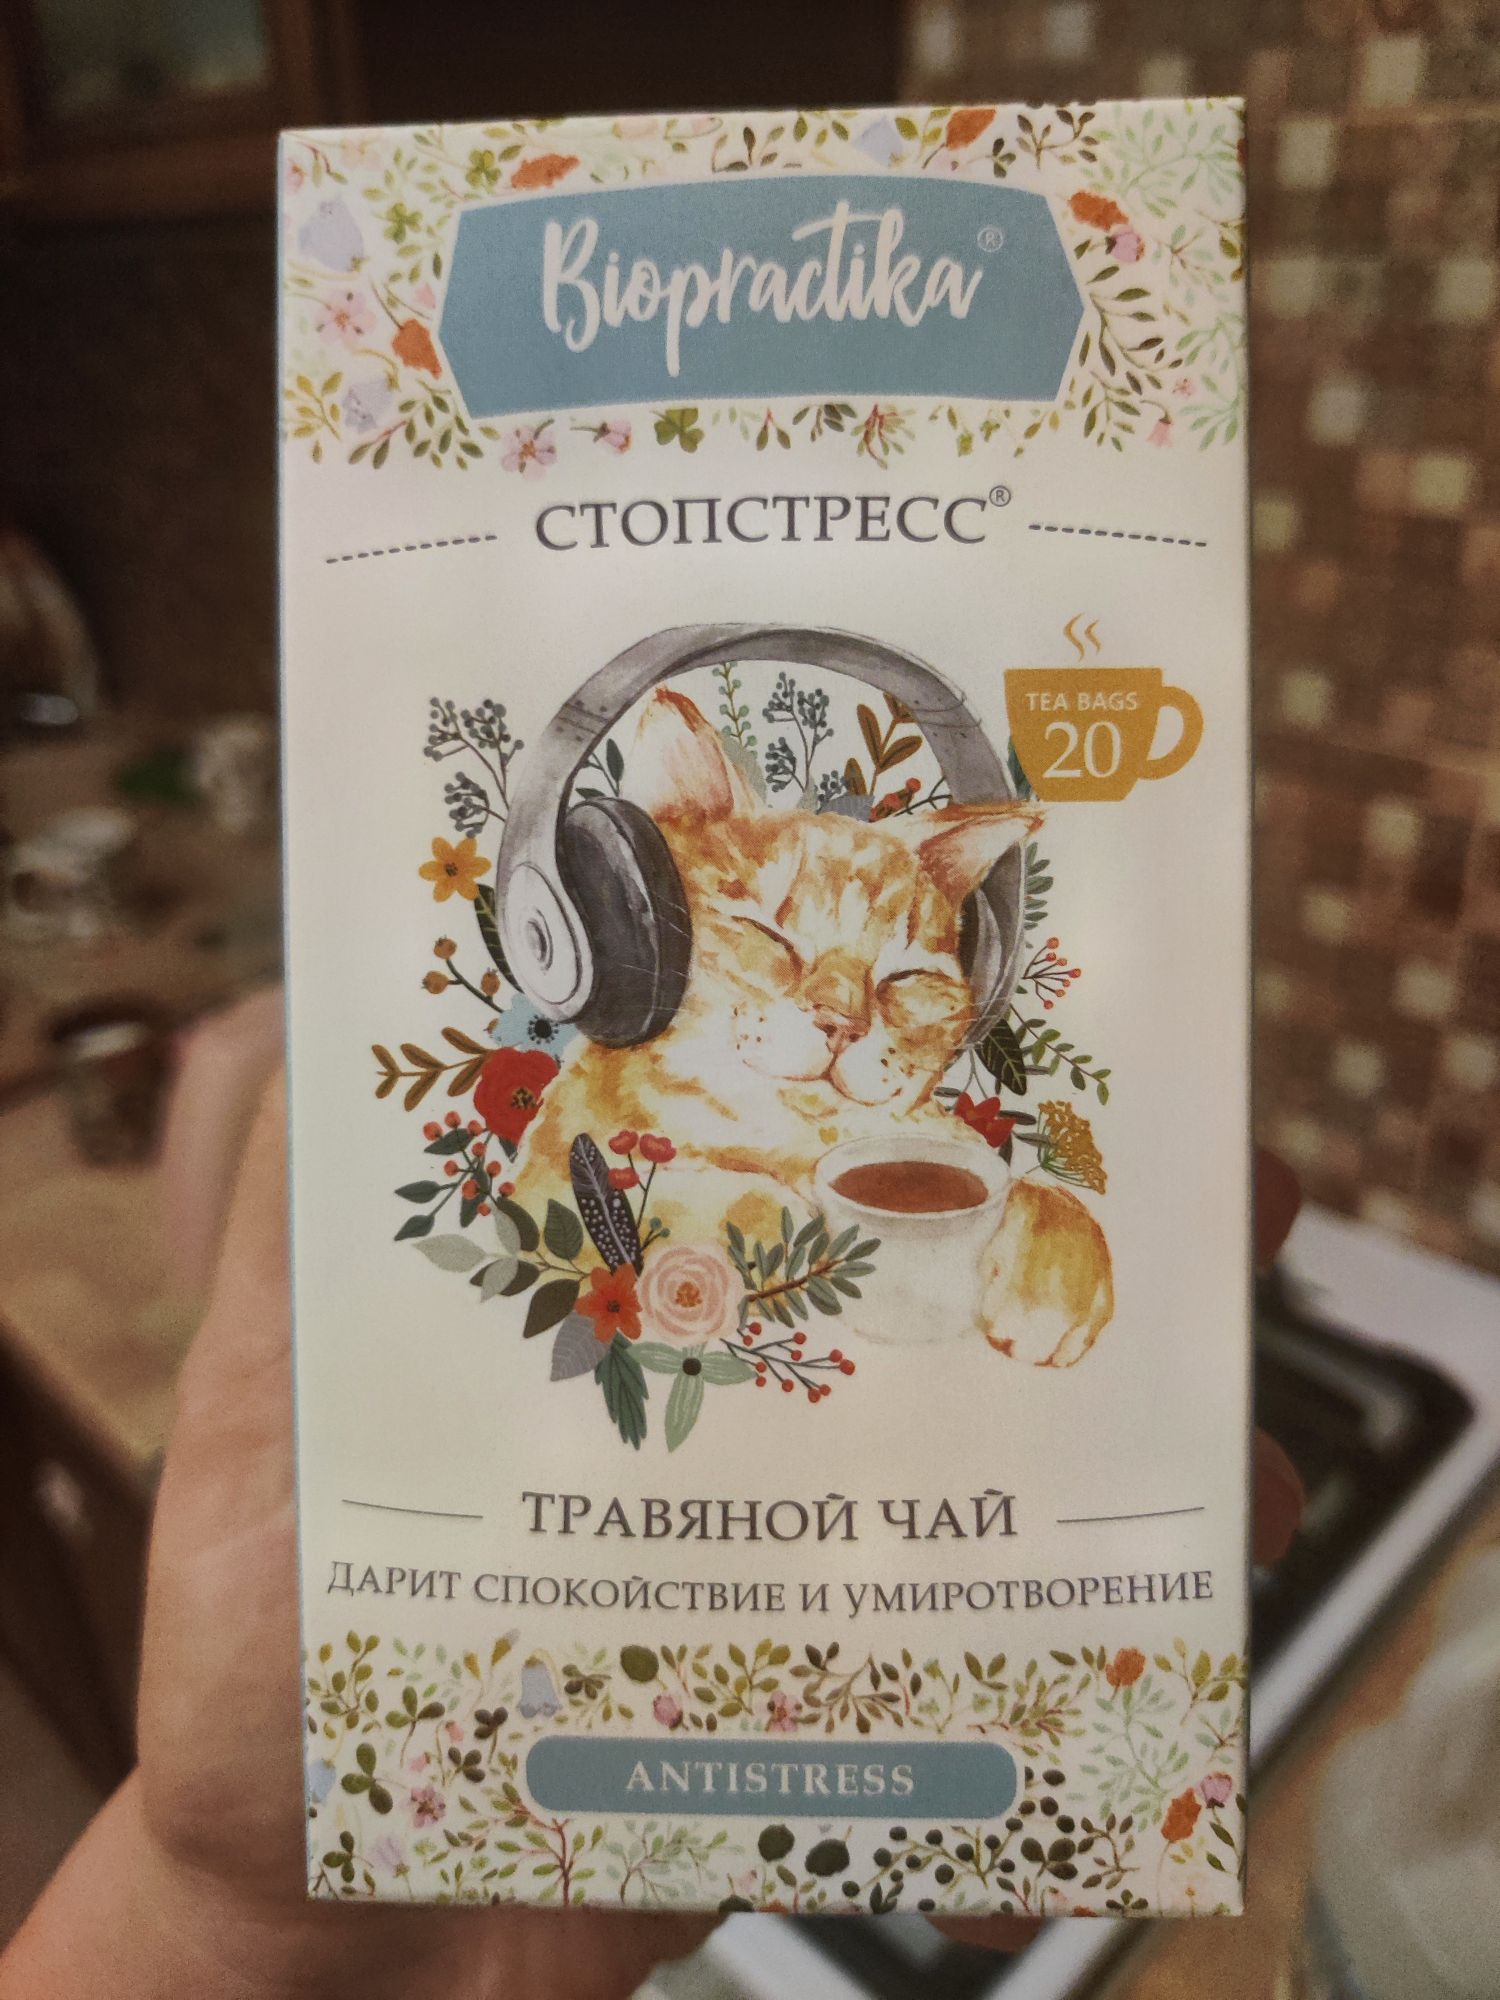 Biopractika®
СТОПСТРЕСС®
TEA BAGS
20
ТРАВЯНОЙ ЧАЙ
ДАРИТ СПОКОЙСТВИЕ И УМИРОТВОРЕНИЕ
ANTISTRESS